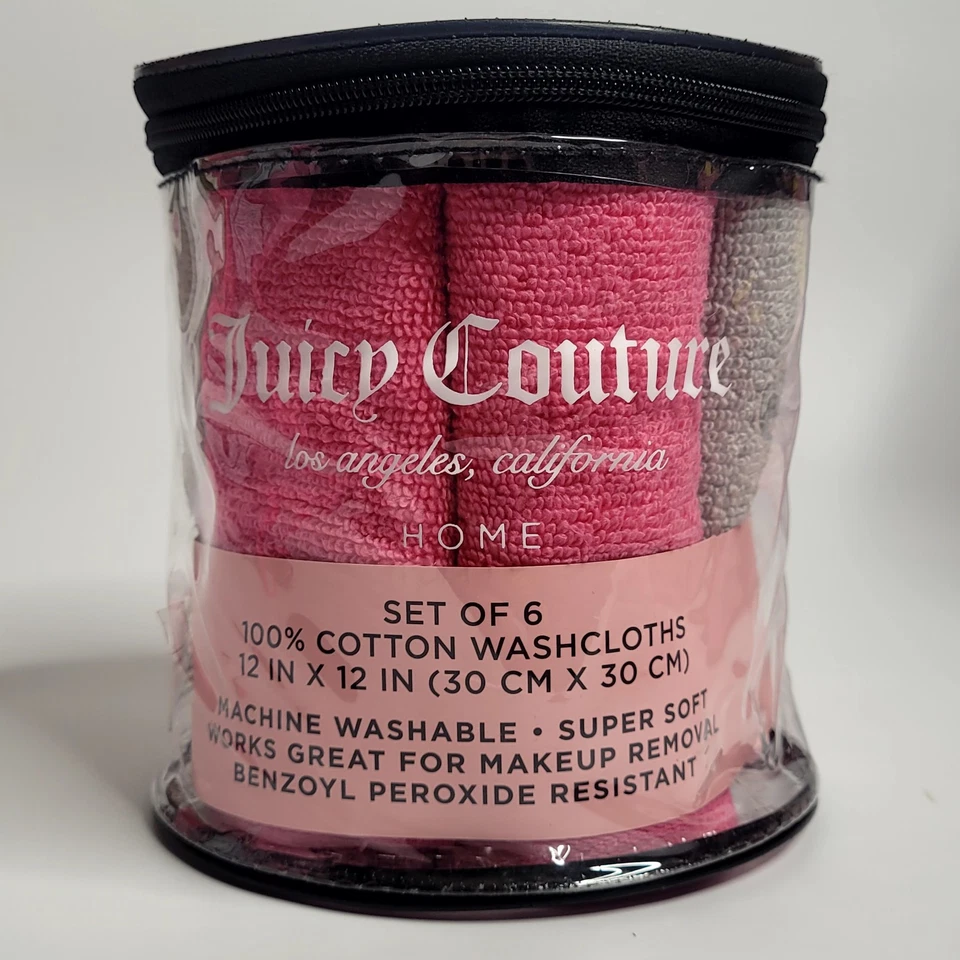 Juicy Couture
los angeles, california
HOME
SET OF 6
100% COTTON WASHCLOTHS
12 IN X 12 IN (30 CM X 30 CM)
MACHINE WASHABLE • SUPER SOFT
WORKS GREAT FOR MAKEUP REMOVAL
BENZOYL PEROXIDE RESISTANT